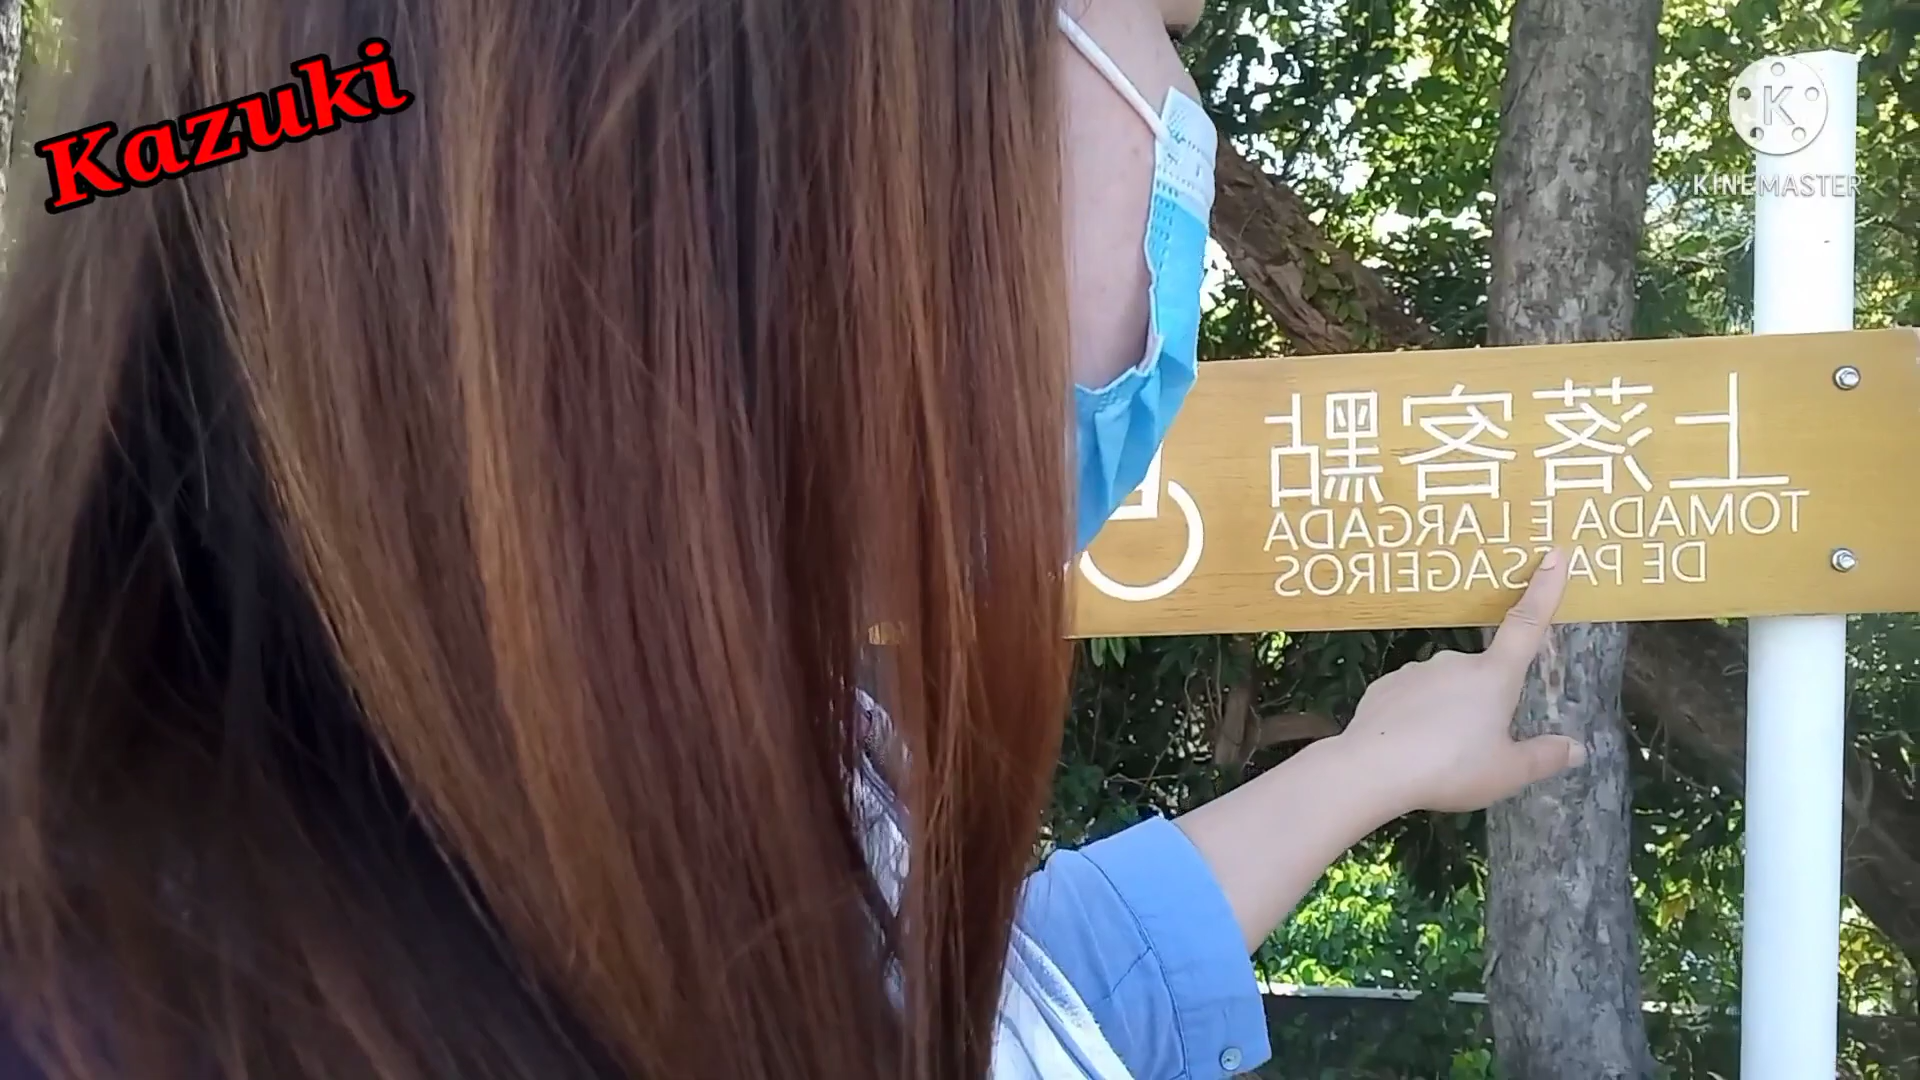 Kazuki
K
KINEMASTER
上落客點
TOMADA E LARGADA
DE PASSAGEIROS